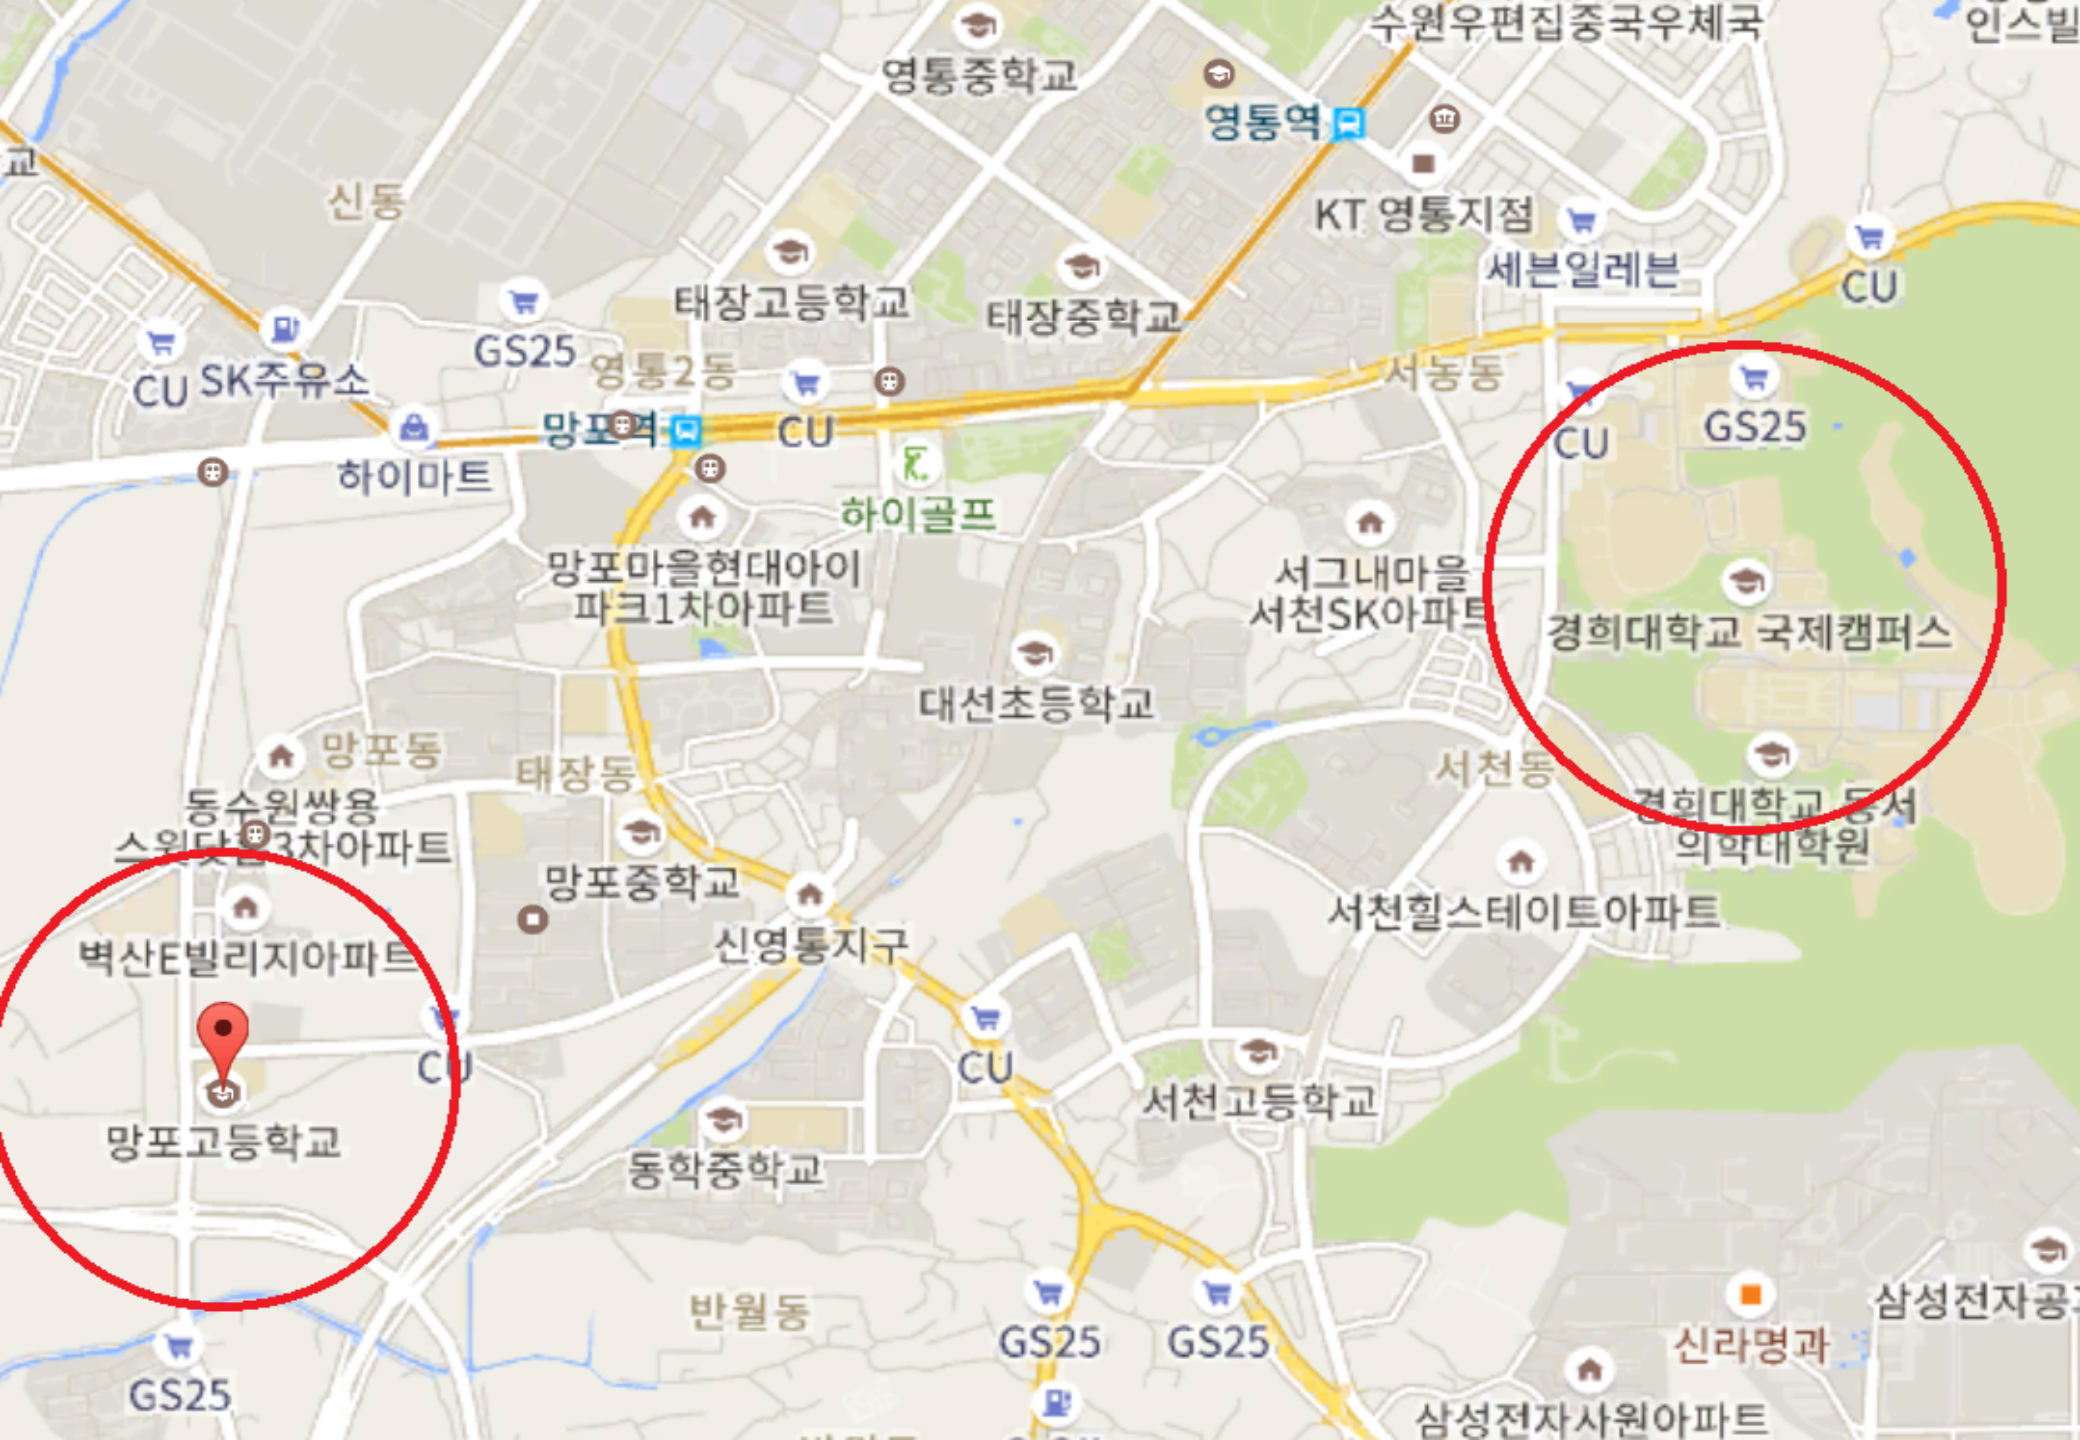 수원우편집중국우체국
인스빌
영통중학교
영통역
교
신동
KT 영통지점
세븐일레븐
CU
태장고등학교
태장중학교
GS25
영통2동
서농동
CU
SK주유소
망포역
CU
CU
GS25
하이마트
하이골프
망포마을현대아이
파크1차아파트
서그내마을
서천SK아파트
경희대학교 국제캠퍼스
대선초등학교
망포동
태장동
서천동
동수원쌍용
스윗닷홈3차아파트
경희대학교 동서
의학대학원
망포중학교
서천힐스테이트아파트
신영통지구
벽산E빌리지아파트
CU
CU
서천고등학교
망포고등학교
동학중학교
반월동
GS25
GS25
삼성전자공
신라명과
GS25
삼성전자사원아파트